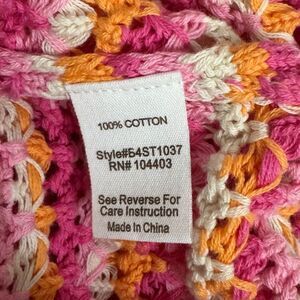 100% COTTON
Style#54ST1037
RN# 104403
See Reverse For
Care Instruction
Made In China